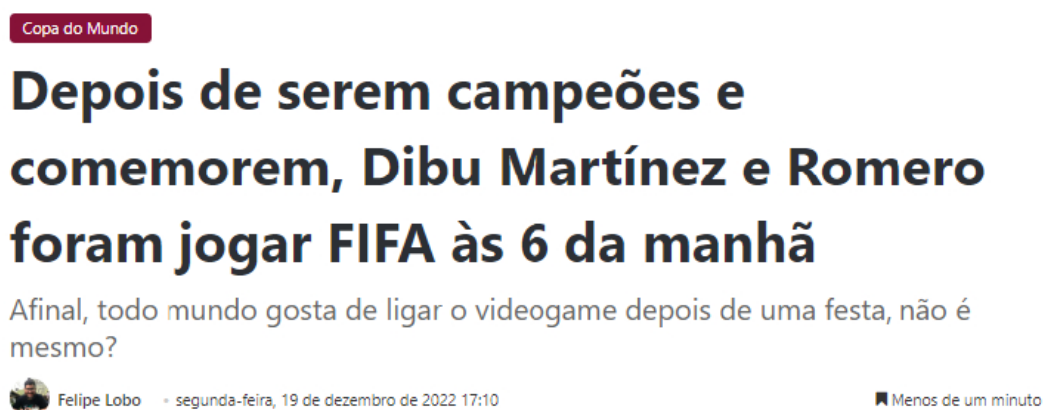 Copa do Mundo
Depois de serem campeões e
comemorem, Dibu Martínez e Romero
foram jogar FIFA às 6 da manhã
Afinal, todo mundo gosta de ligar o videogame depois de uma festa, não é
mesmo?
Felipe Lobo • segunda-feira, 19 de dezembro de 2022 17:10 Menos de um minuto